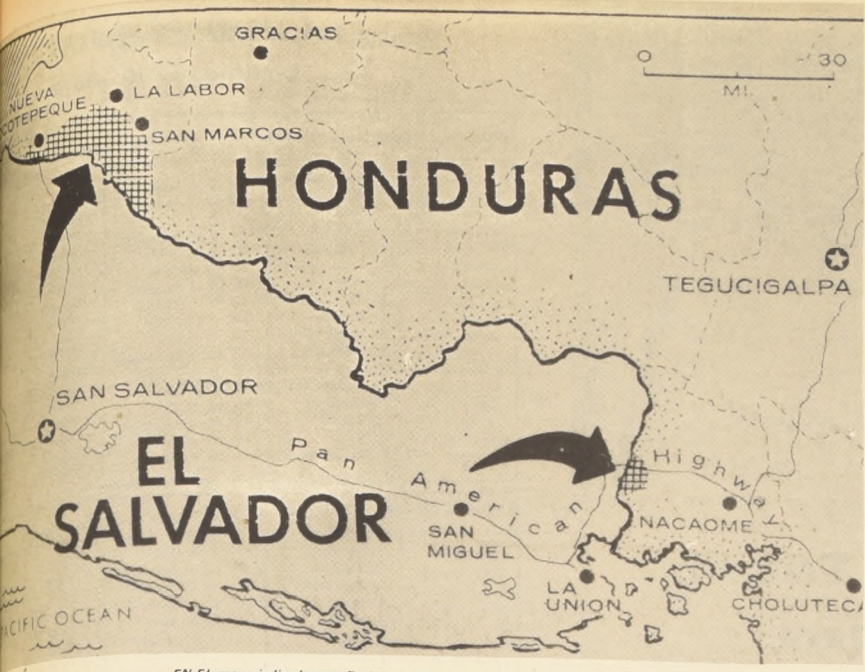 GRACIAS
0 30
MI.
NUEVA
OCOTEPEQUE
LA LABOR
SAN MARCOS
HONDURAS
TEGUCIGALPA
SAN SALVADOR
EL
SALVADOR
Pan American Highway
SAN
MIGUEL
NACAOME
LA
UNION
CHOLUTECA
PACIFIC OCEAN